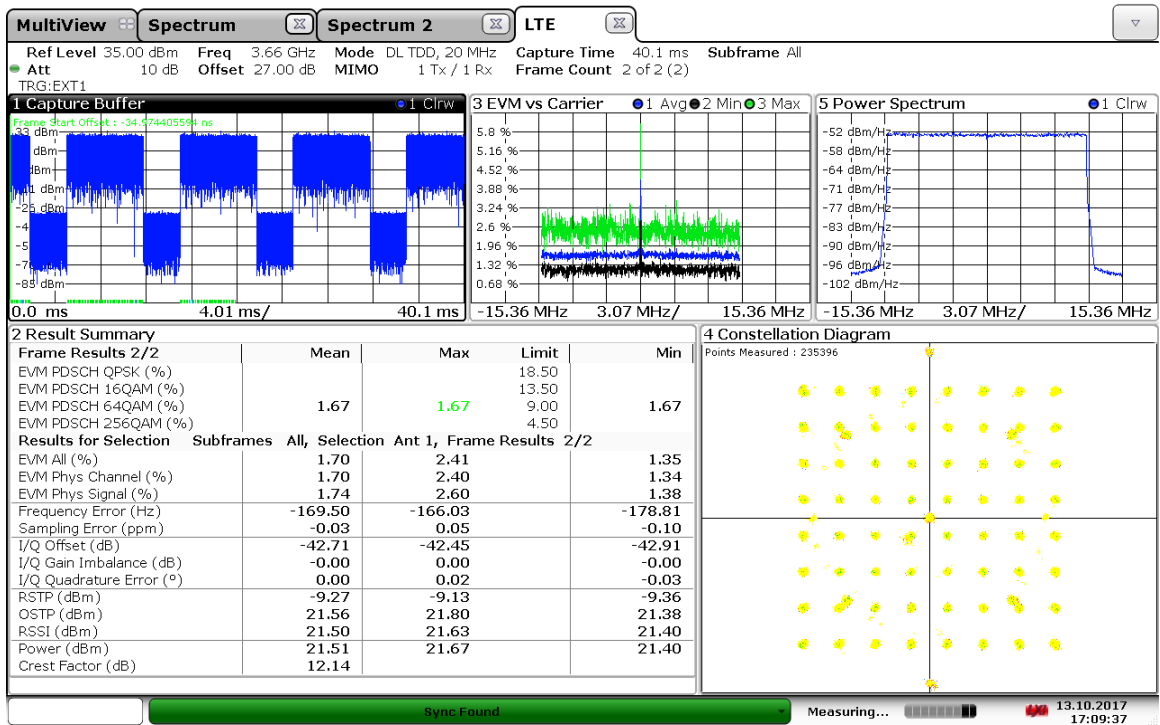 MultiView Spectrum Spectrum 2 LTE
Ref Level 35.00 dBm Freq 3.66 GHz Mode DL TDD, 20 MHz Capture Time 40.1 ms Subframe All
Att 10 dB Offset 27.00 dB MIMO 1 Tx / 1 Rx Frame Count 2 of 2 (2)
TRG:EXT1
1 Capture Buffer 1 Clrw
Frame Start Offset : -34.974405594 ns
33 dBm
dBm
dBm
dBm
-25 dBm
-85 dBm
0.0 ms 4.01 ms/ 40.1 ms
3 EVM vs Carrier 1 Avg 2 Min 3 Max
5.8 %
5.16 %
4.52 %
3.88 %
3.24 %
2.6 %
1.96 %
1.32 %
0.68 %
-15.36 MHz 3.07 MHz/ 15.36 MHz
5 Power Spectrum 1 Clrw
-52 dBm/Hz
-58 dBm/Hz
-64 dBm/Hz
-71 dBm/Hz
-77 dBm/Hz
-83 dBm/Hz
-90 dBm/Hz
-96 dBm/Hz
-102 dBm/Hz
-15.36 MHz 3.07 MHz/ 15.36 MHz
2 Result Summary
Frame Results 2/2 Mean Max Limit Min
EVM PDSCH QPSK (%) 18.50
EVM PDSCH 16QAM (%) 13.50
EVM PDSCH 64QAM (%) 1.67 1.67 9.00 1.67
EVM PDSCH 256QAM (%) 4.50
Results for Selection Subframes All, Selection Ant 1, Frame Results 2/2
EVM All (%) 1.70 2.41 1.35
EVM Phys Channel (%) 1.70 2.40 1.34
EVM Phys Signal (%) 1.74 2.60 1.38
Frequency Error (Hz) -169.50 -166.03 -178.81
Sampling Error (ppm) -0.03 0.05 -0.10
I/Q Offset (dB) -42.71 -42.45 -42.91
I/Q Gain Imbalance (dB) -0.00 0.00 -0.00
I/Q Quadrature Error (°) 0.00 0.02 -0.03
RSTP (dBm) -9.27 -9.13 -9.36
OSTP (dBm) 21.56 21.80 21.38
RSSI (dBm) 21.50 21.63 21.40
Power (dBm) 21.51 21.67 21.40
Crest Factor (dB) 12.14
4 Constellation Diagram
Points Measured : 235396
Sync Found Measuring... LXI 13.10.2017
17:09:37